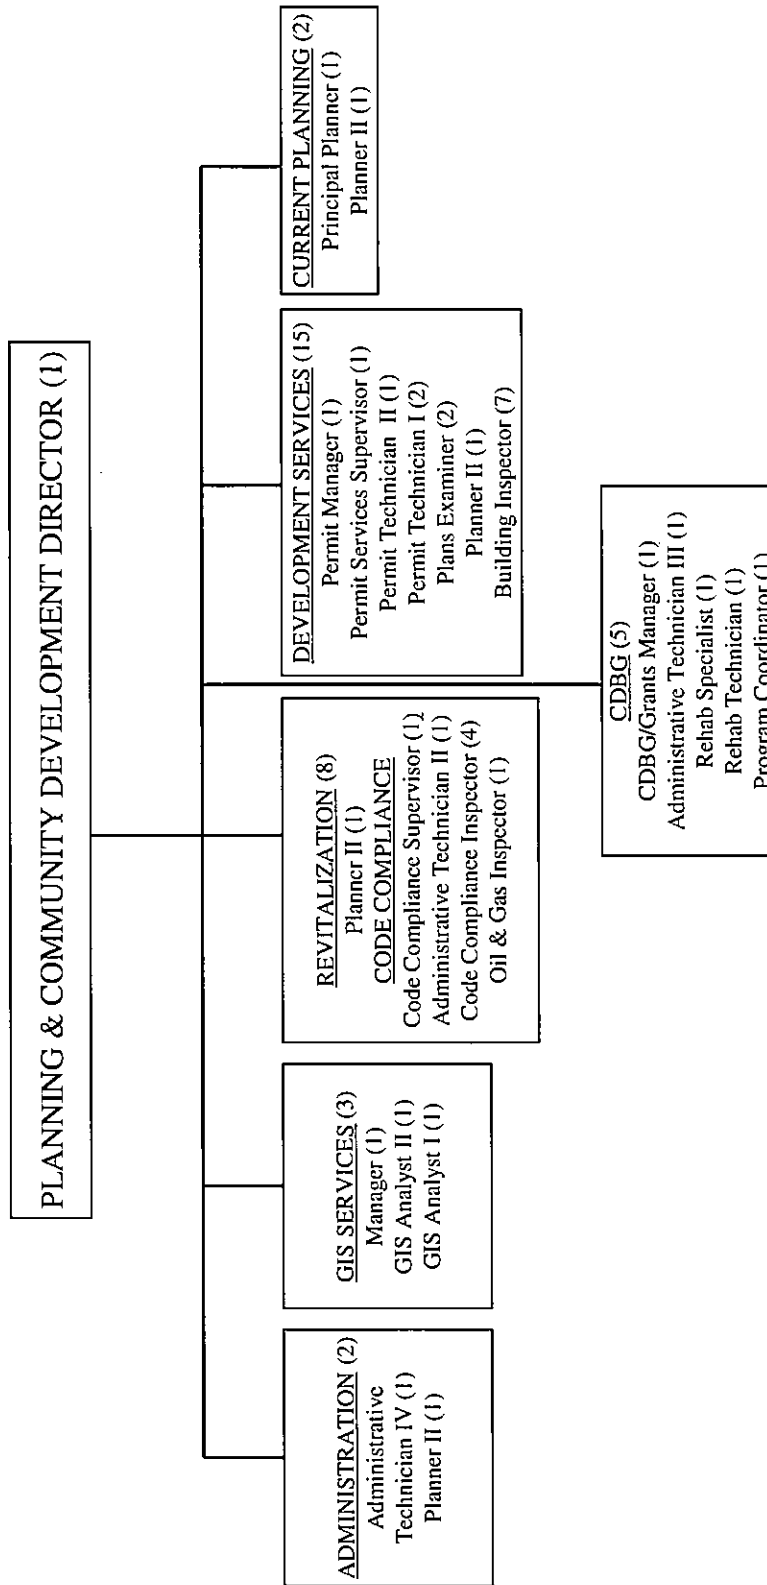 PLANNING & COMMUNITY DEVELOPMENT DIRECTOR (1)
ADMINISTRATION (2)
Administrative
Technician IV (1)
Planner II (1)
GIS SERVICES (3)
Manager (1)
GIS Analyst II (1)
GIS Analyst I (1)
REVITALIZATION (8)
Planner II (1)
CODE COMPLIANCE
Code Compliance Supervisor (1)
Administrative Technician II (1)
Code Compliance Inspector (4)
Oil & Gas Inspector (1)
DEVELOPMENT SERVICES (15)
Permit Manager (1)
Permit Services Supervisor (1)
Permit Technician II (1)
Permit Technician I (2)
Plans Examiner (2)
Planner II (1)
Building Inspector (7)
CURRENT PLANNING (2)
Principal Planner (1)
Planner II (1)
CDBG (5)
CDBG/Grants Manager (1)
Administrative Technician III (1)
Rehab Specialist (1)
Rehab Technician (1)
Program Coordinator (1)